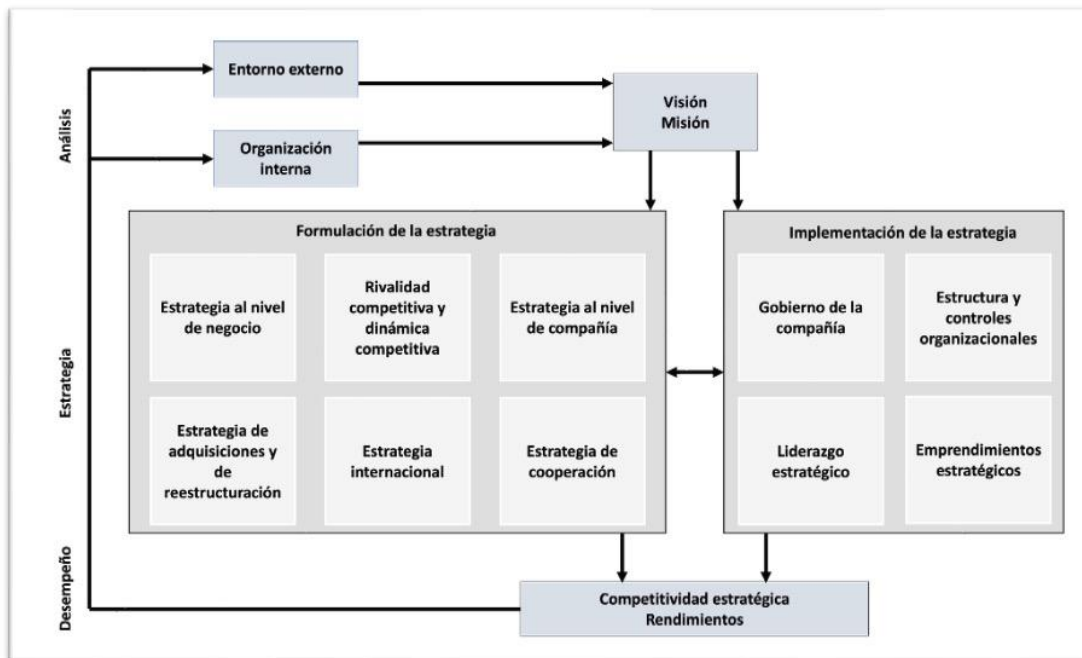 Análisis
Entorno externo
Organización
interna
Visión
Misión
Estrategia
Formulación de la estrategia
Estrategia al nivel
de negocio
Rivalidad
competitiva y
dinámica
competitiva
Estrategia al nivel
de compañía
Estrategia de
adquisiciones y
de
reestructuración
Estrategia
internacional
Estrategia de
cooperación
Implementación de la estrategia
Gobierno de la
compañía
Estructura y
controles
organizacionales
Liderazgo
estratégico
Emprendimientos
estratégicos
Desempeño
Competitividad estratégica
Rendimientos